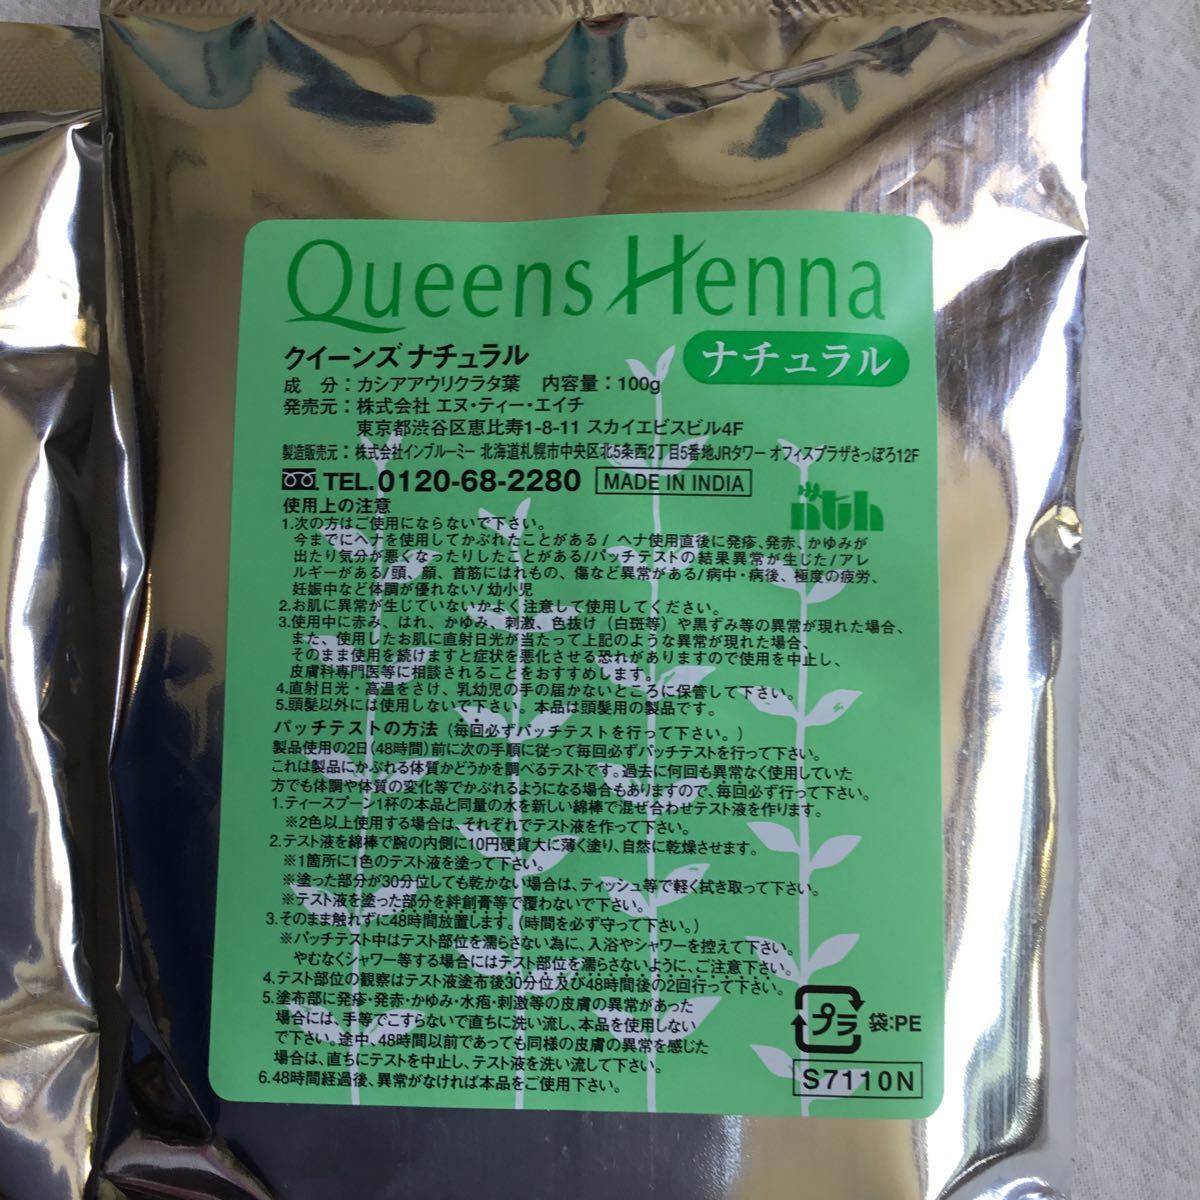 Queens Henna
クイーンズ ナチュラル
ナチュラル
成 分：カシアアウリクラタ葉 内容量：100g
発売元：株式会社 エヌ・ティー・エイチ
東京都渋谷区恵比寿1-8-11 スカイエビスビル4F
製造販売元：株式会社インブルーミー 北海道札幌市中央区北5条西2丁目5番地JRタワー オフィスプラザさっぽろ12F
TEL.0120-68-2280 MADE IN INDIA
nth
使用上の注意
1.次の方はご使用にならないで下さい。
今までにヘナを使用してかぶれたことがある/ ヘナ使用直後に発疹、発赤、かゆみが
出たり気分が悪くなったりしたことがある/パッチテストの結果異常が生じた/アレ
ルギーがある/頭、顔、首筋にはれもの、傷など異常がある/病中・病後、極度の疲労、
妊娠中など体調が優れない/ 幼小児
2.お肌に異常が生じていないかよく注意して使用してください。
3.使用中に赤み、はれ、かゆみ、刺激、色抜け（白斑等）や黒ずみ等の異常が現れた場合、
また、使用したお肌に直射日光が当たって上記のような異常が現れた場合、
そのまま使用を続けますと症状を悪化させる恐れがありますので使用を中止し、
皮膚科専門医等に相談されることをおすすめします。
4.直射日光・高温をさけ、乳幼児の手の届かないところに保管して下さい。
5.頭髪以外には使用しないで下さい。本品は頭髪用の製品です。
パッチテストの方法（毎回必ずパッチテストを行って下さい。）
製品使用の2日（48時間）前に次の手順に従って毎回必ずパッチテストを行って下さい。
これは製品にかぶれる体質かどうかを調べるテストです。過去に何回も異常なく使用していた
方でも体調や体質の変化等でかぶれるようになる場合もありますので、毎回必ず行って下さい。
1.ティースプーン1杯の本品と同量の水を新しい綿棒で混ぜ合わせテスト液を作ります。
※2色以上使用する場合は、それぞれでテスト液を作って下さい。
2.テスト液を綿棒で腕の内側に10円硬貨大に薄く塗り、自然に乾燥させます。
※1箇所に1色のテスト液を塗って下さい。
※塗った部分が30分位しても乾かない場合は、ティッシュ等で軽く拭き取って下さい。
※テスト液を塗った部分を絆創膏等で覆わないで下さい。
3.そのまま触れずに48時間放置します。（時間を必ず守って下さい。）
※パッチテスト中はテスト部位を濡らさない為に、入浴やシャワーを控えて下さい。
やむなくシャワー等する場合にはテスト部位を濡らさないように、ご注意下さい。
4.テスト部位の観察はテスト液塗布後30分位及び48時間後の2回行って下さい。
5.塗布部に発疹・発赤・かゆみ・水疱・刺激等の皮膚の異常があった
場合には、手等でこすらないで直ちに洗い流し、本品を使用しない
で下さい。途中、48時間以前であっても同様の皮膚の異常を感じた
場合は、直ちにテストを中止し、テスト液を洗い流して下さい。
6.48時間経過後、異常がなければ本品をご使用下さい。
プラ 袋：PE
S7110N